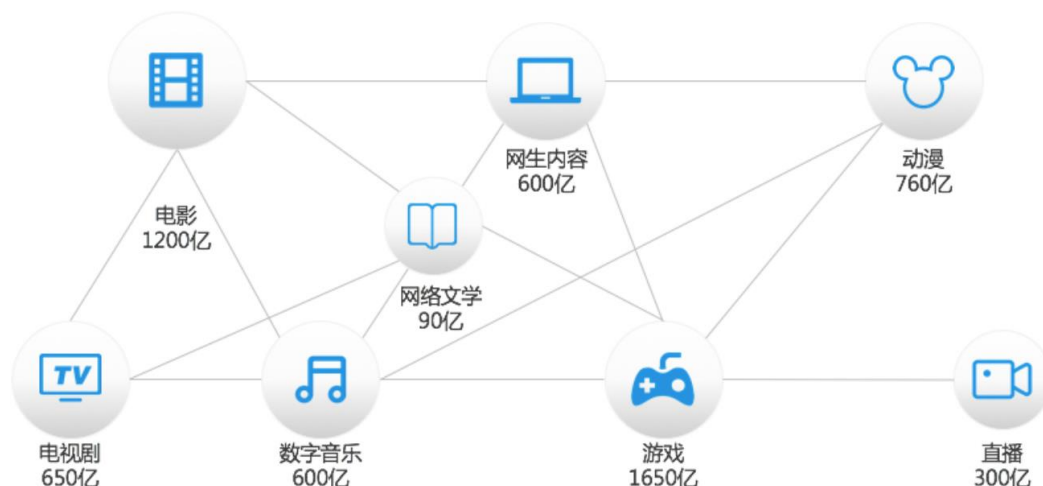 网生内容
600亿
动漫
760亿
电影
1200亿
网络文学
90亿
TV
电视剧
650亿
数字音乐
600亿
游戏
1650亿
直播
300亿